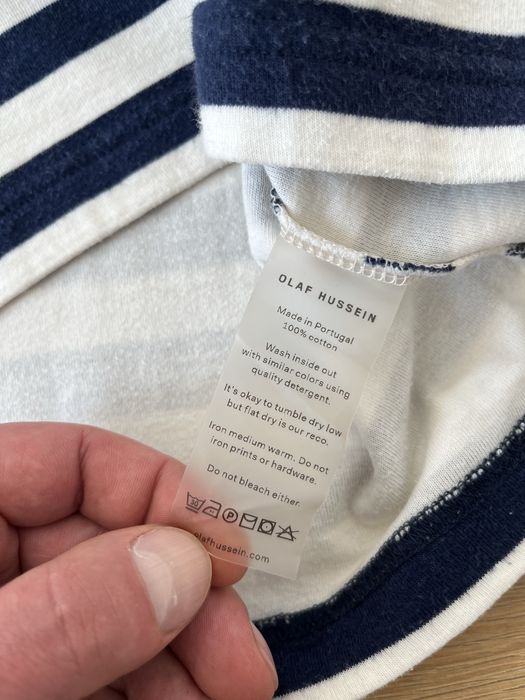 OLAF HUSSEIN
Made in Portugal
100% cotton
Wash inside out
with similar colors using
quality detergent.
It's okay to tumble dry low
but flat dry is our reco.
Iron medium warm. Do not
iron prints or hardware.
Do not bleach either.
30 P
olafhussein.com